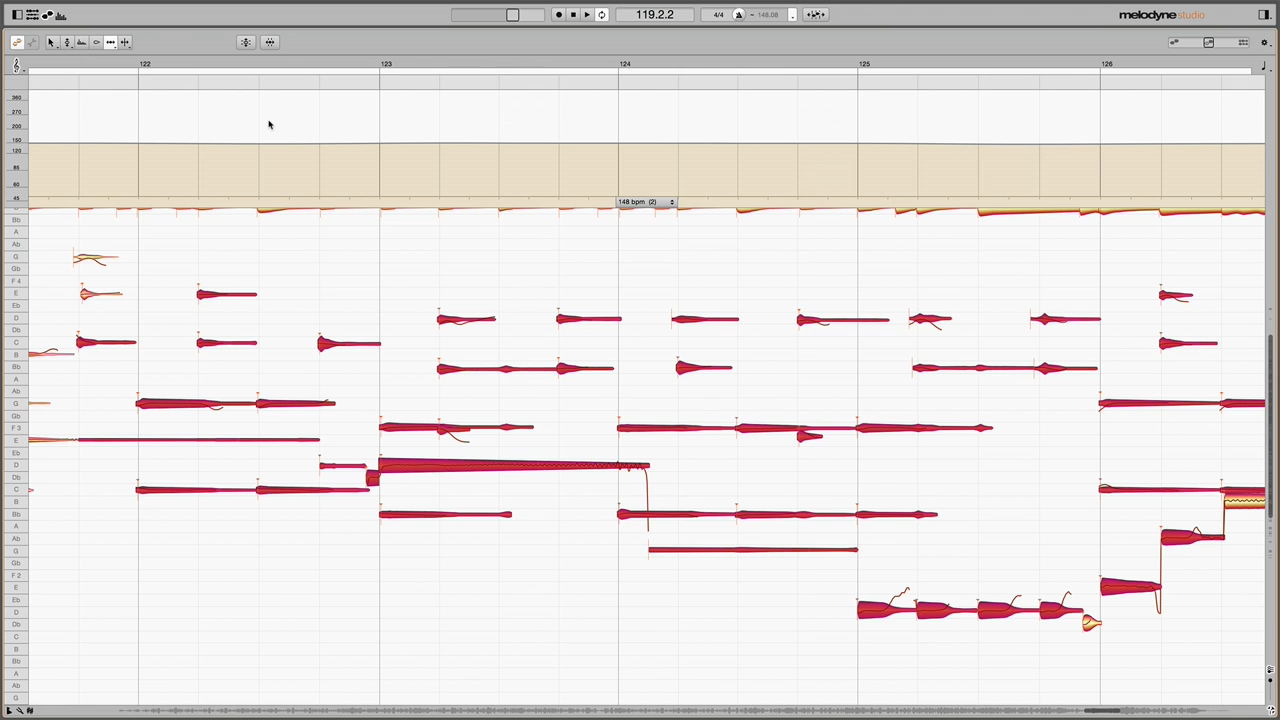 119.2.2
4/4
~ 148.08
melodyne studio
122
123
124
125
126
360
270
200
150
120
85
60
45
148 bpm (2)
Bb
A
Ab
G
Gb
F 4
E
Eb
D
Db
C
B
Bb
A
Ab
G
Gb
F 3
E
Eb
D
Db
C
B
Bb
A
Ab
G
Gb
F 2
E
Eb
D
Db
C
B
Bb
A
Ab
G